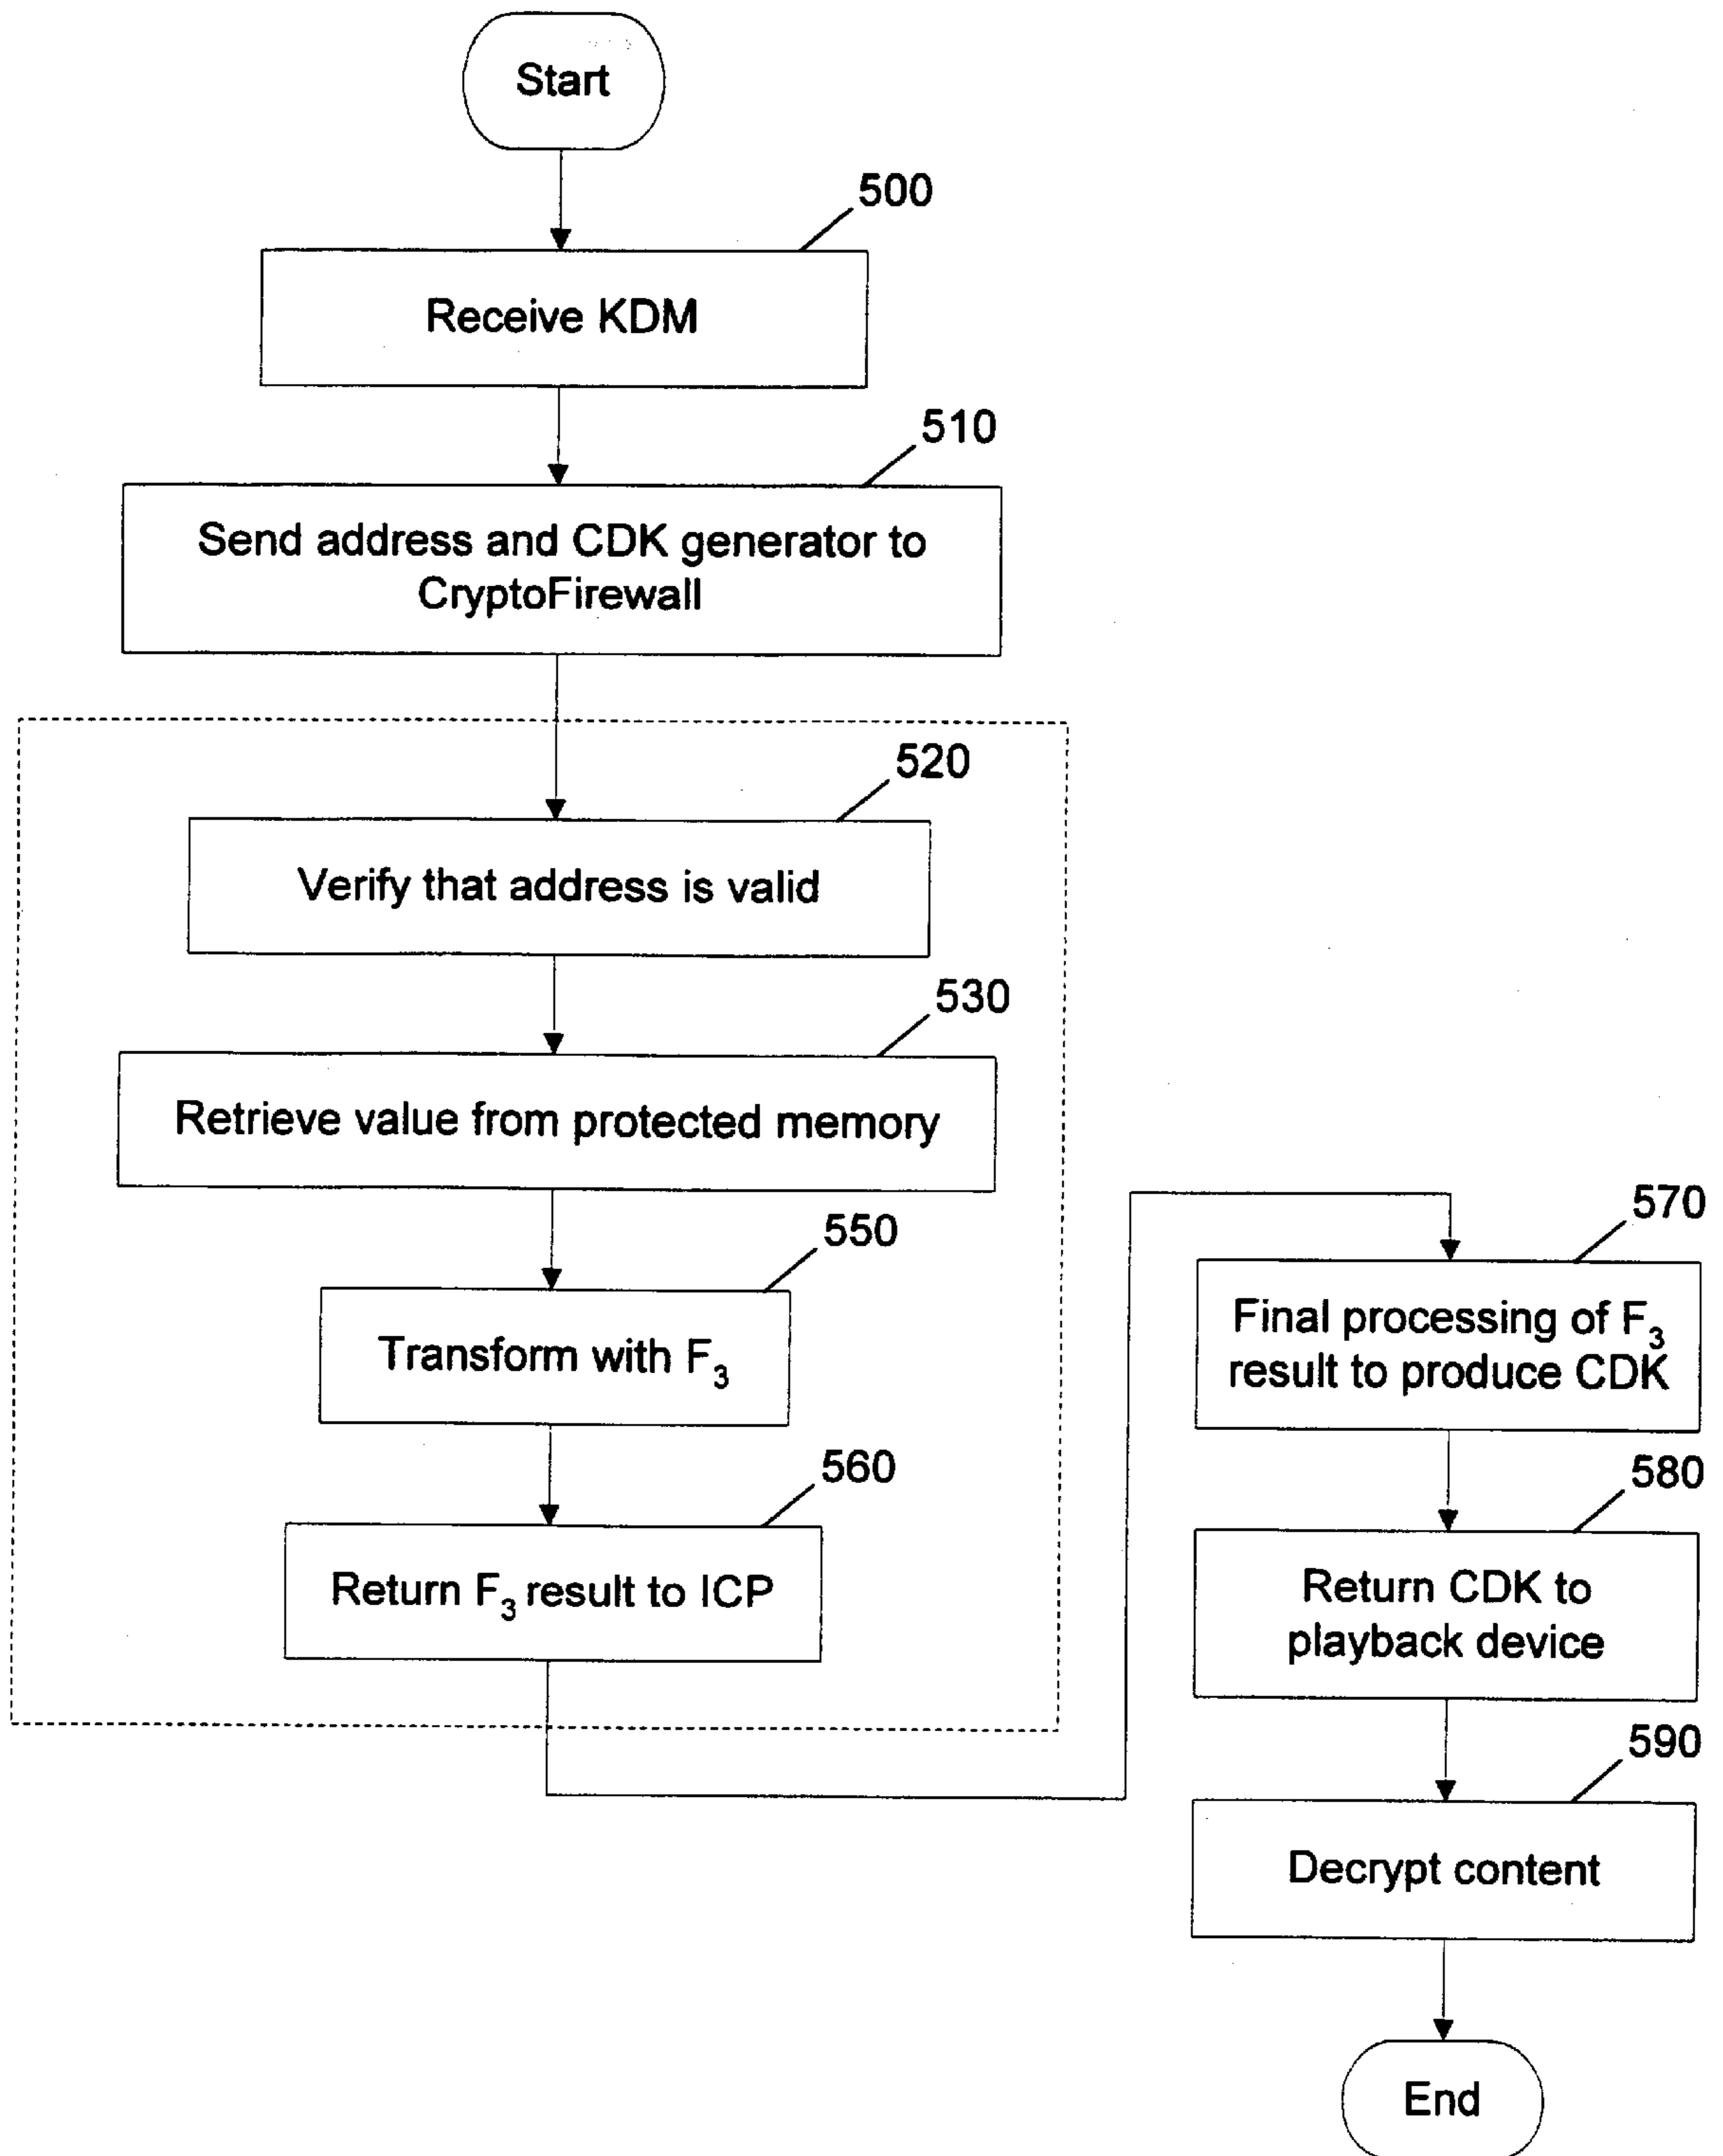 Start
500
Receive KDM
510
Send address and CDK generator to
CryptoFirewall
520
Verify that address is valid
530
Retrieve value from protected memory
550
Transform with F₃
560
Return F₃ result to ICP
570
Final processing of F₃
result to produce CDK
580
Return CDK to
playback device
590
Decrypt content
End